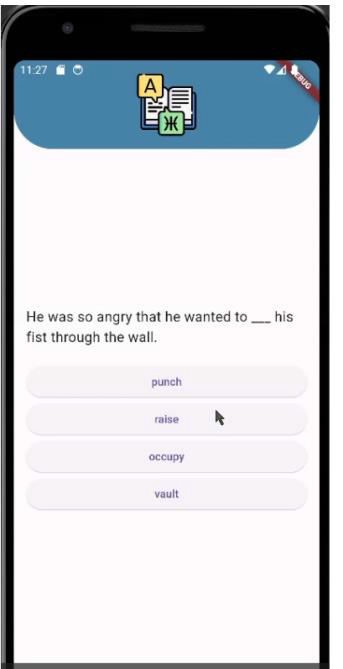 11:27
DEBUG
A
Ж
He was so angry that he wanted to ___ his
fist through the wall.
punch
raise
occupy
vault